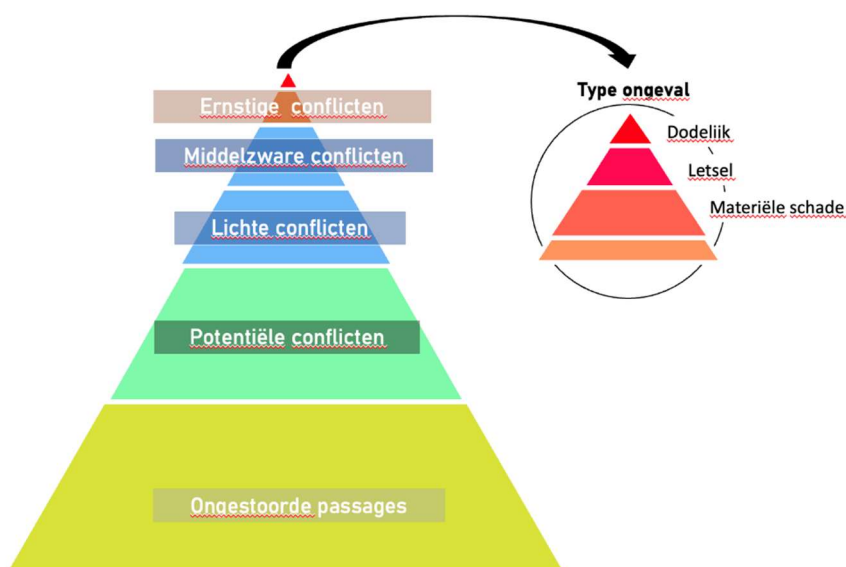 Ernstige conflicten
Middelzware conflicten
Lichte conflicten
Potentiële conflicten
Ongestoorde passages
Type ongeval
Dodelijk
Letsel
Materiële schade